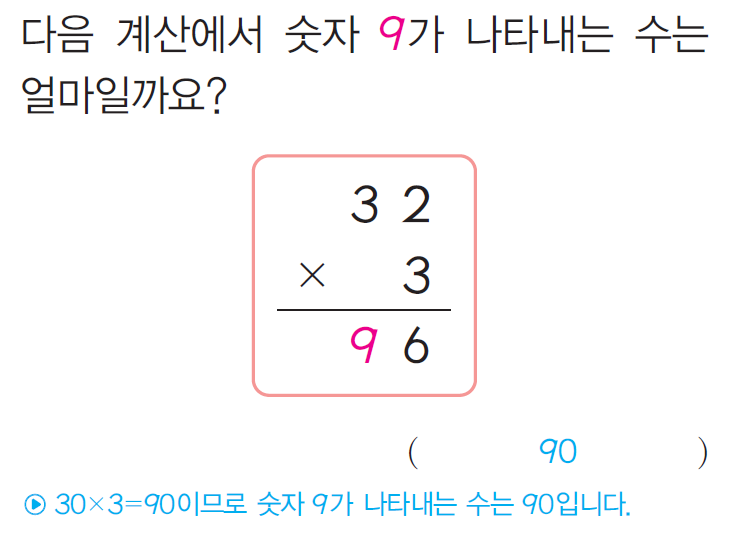 다음 계산에서 숫자 9가 나타내는 수는
얼마일까요?
3 2
× 3
9 6
( 90 )
30×3=90이므로 숫자 9가 나타내는 수는 90입니다.